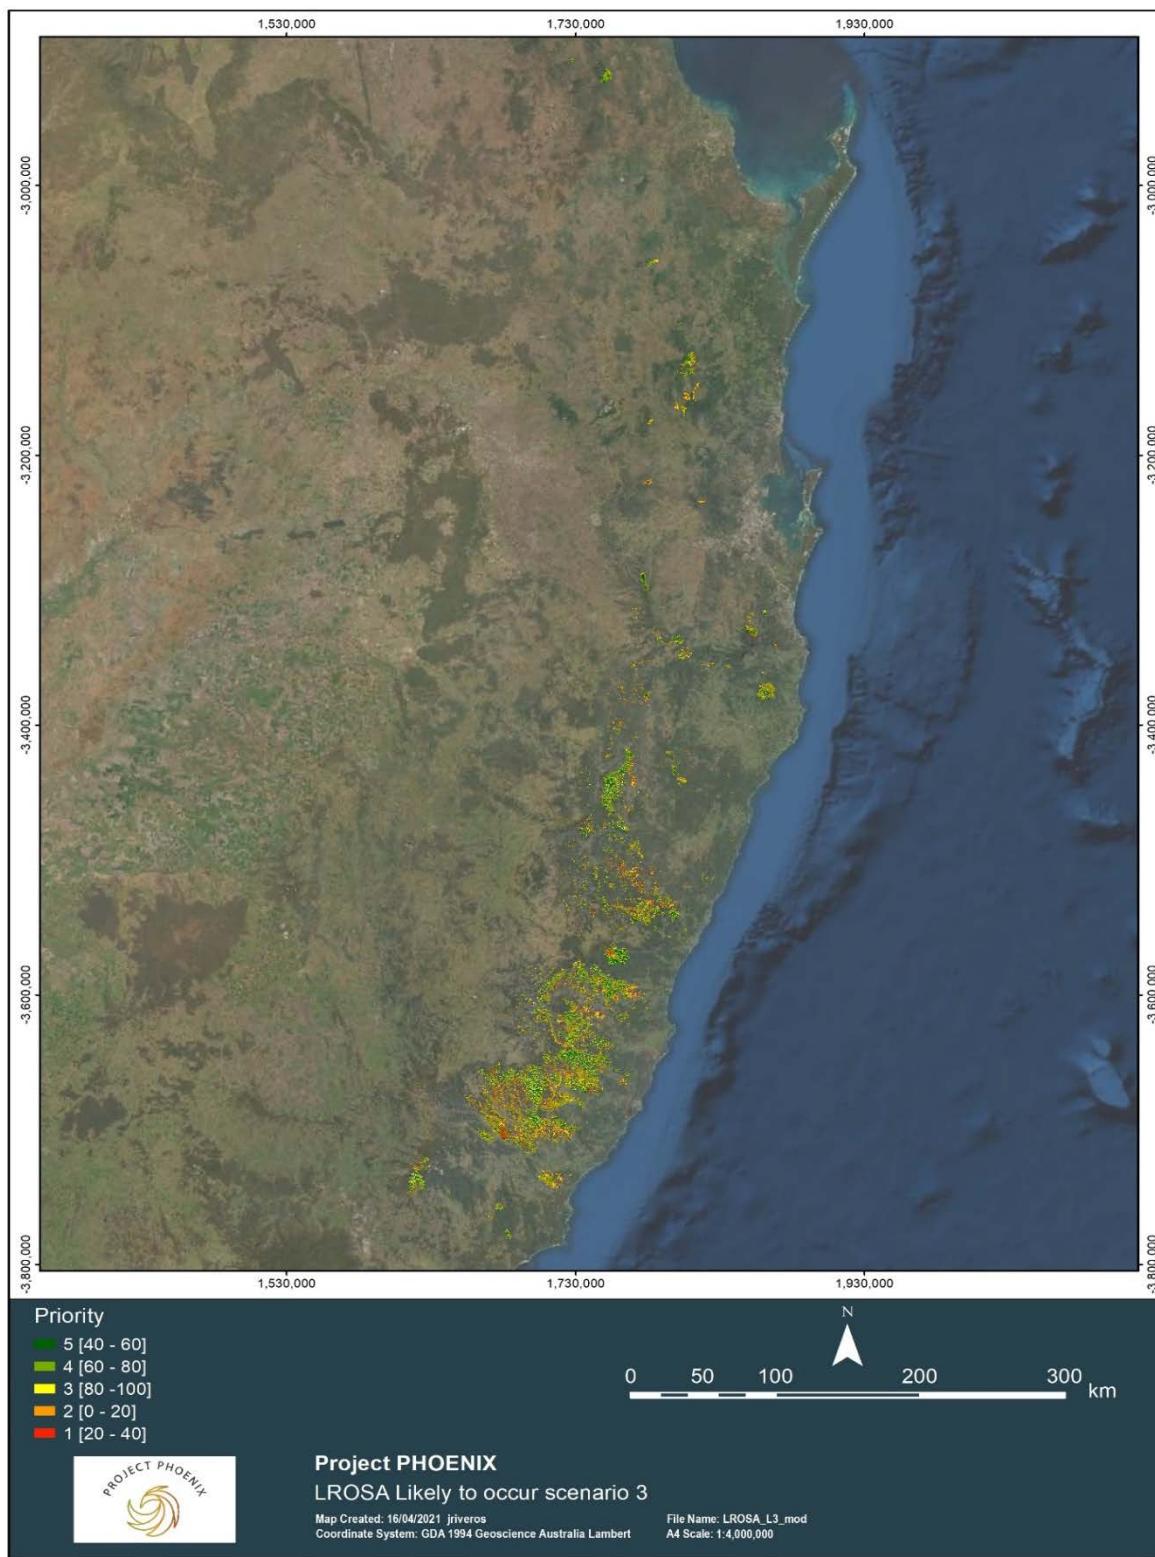 1,530,000 1,730,000 1,930,000
-3,000,000 -3,000,000
-3,200,000 -3,200,000
-3,400,000 -3,400,000
-3,600,000 -3,600,000
-3,800,000 -3,800,000
1,530,000 1,730,000 1,930,000
Priority
5 [40 - 60]
4 [60 - 80]
3 [80 -100]
2 [0 - 20]
1 [20 - 40]
N
0 50 100 200 300 km
PROJECT PHOENIX
Project PHOENIX
LROSA Likely to occur scenario 3
Map Created: 16/04/2021 jriveros File Name: LROSA_L3_mod
Coordinate System: GDA 1994 Geoscience Australia Lambert A4 Scale: 1:4,000,000